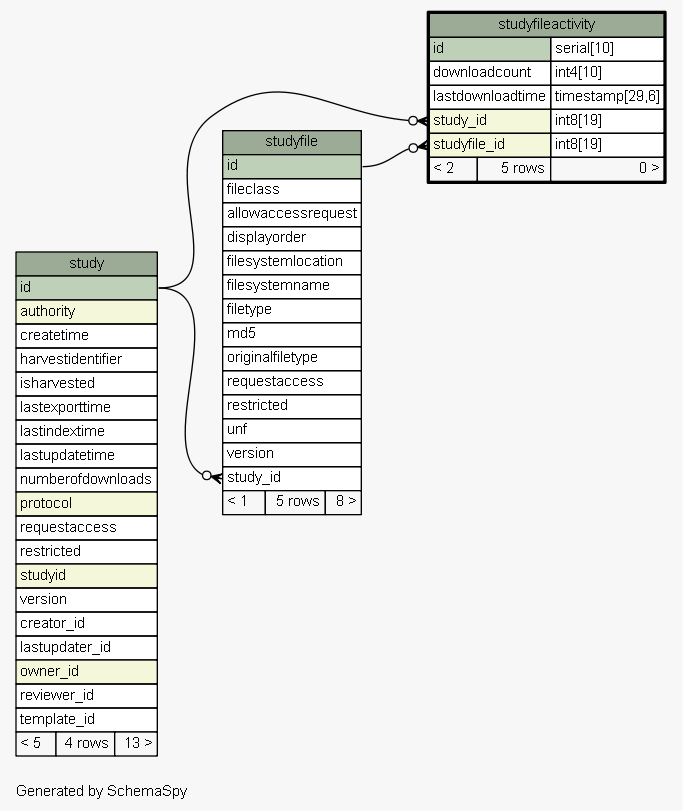 studyfileactivity
id serial[10]
downloadcount int4[10]
lastdownloadtime timestamp[29,6]
study_id int8[19]
studyfile_id int8[19]
< 2 5 rows 0 >
studyfile
id
fileclass
allowaccessrequest
displayorder
filesystemlocation
filesystemname
filetype
md5
originalfiletype
requestaccess
restricted
unf
version
study_id
< 1 5 rows 8 >
study
id
authority
createtime
harvestidentifier
isharvested
lastexporttime
lastindextime
lastupdatetime
numberofdownloads
protocol
requestaccess
restricted
studyid
version
creator_id
lastupdater_id
owner_id
reviewer_id
template_id
< 5 4 rows 13 >
Generated by SchemaSpy